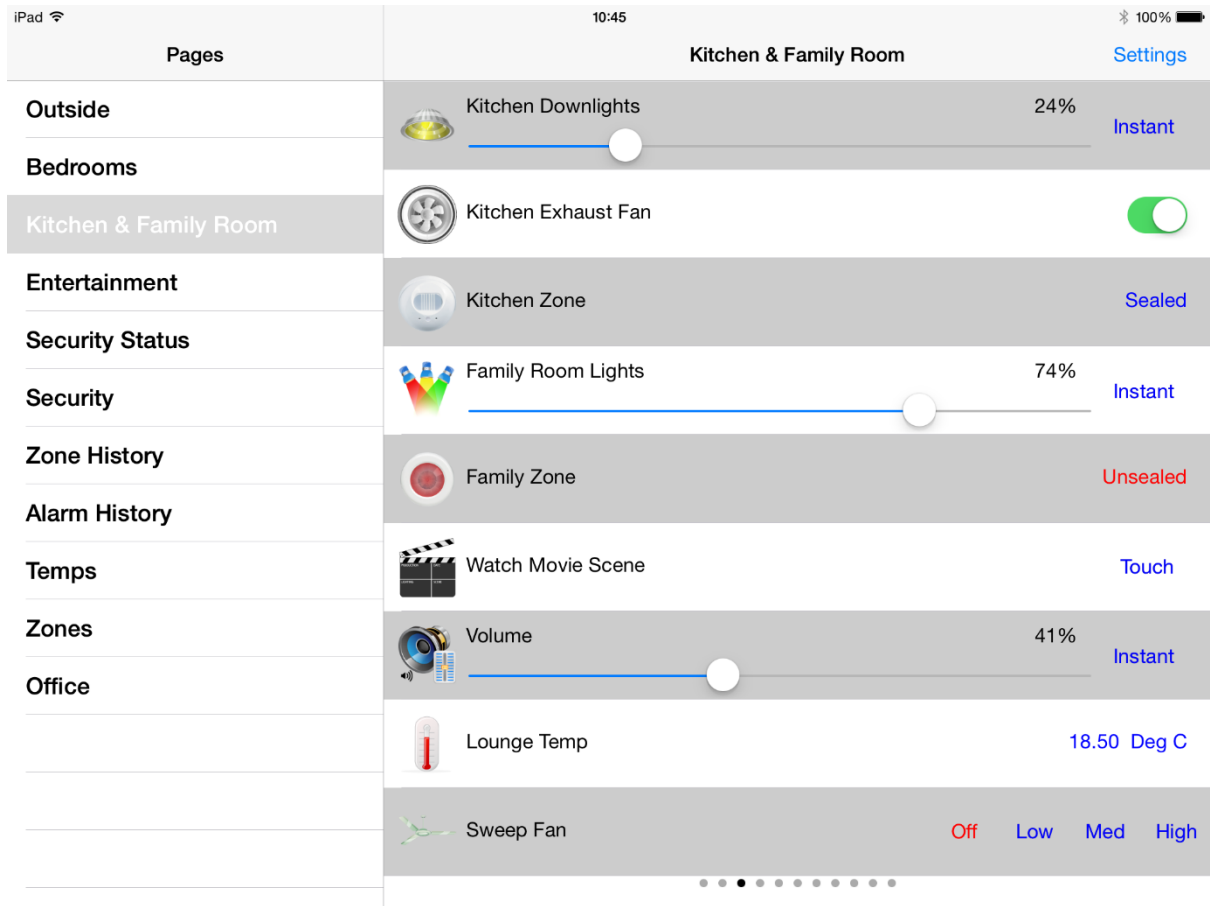 iPad 10:45 100%
Pages
Kitchen & Family Room Settings
Outside
Bedrooms
Kitchen & Family Room
Entertainment
Security Status
Security
Zone History
Alarm History
Temps
Zones
Office
Kitchen Downlights 24% Instant
Kitchen Exhaust Fan
Kitchen Zone Sealed
Family Room Lights 74% Instant
Family Zone Unsealed
Watch Movie Scene Touch
Volume 41% Instant
Lounge Temp 18.50 Deg C
Sweep Fan Off Low Med High